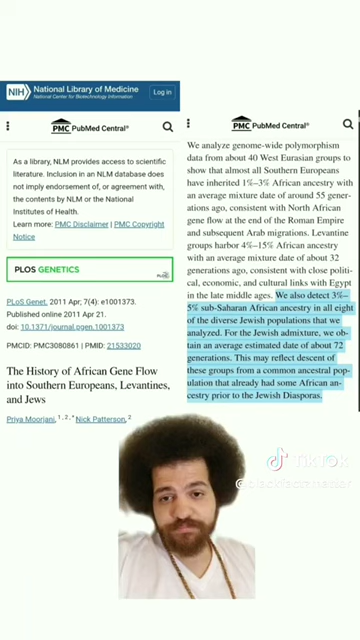 NIH National Library of Medicine
National Center for Biotechnology Information
Log in
PMC PubMed Central®
As a library, NLM provides access to scientific
literature. Inclusion in an NLM database does
not imply endorsement of, or agreement with,
the contents by NLM or the National
Institutes of Health.
Learn more: PMC Disclaimer | PMC Copyright
Notice
PLOS GENETICS
PLoS Genet. 2011 Apr; 7(4): e1001373.
Published online 2011 Apr 21.
doi: 10.1371/journal.pgen.1001373
PMCID: PMC3080861 | PMID: 21533020
The History of African Gene Flow
into Southern Europeans, Levantines,
and Jews
Priya Moorjani, 1, 2, * Nick Patterson, 2
PMC PubMed Central®
We analyze genome-wide polymorphism
data from about 40 West Eurasian groups to
show that almost all Southern Europeans
have inherited 1%–3% African ancestry with
an average mixture date of around 55 gener-
ations ago, consistent with North African
gene flow at the end of the Roman Empire
and subsequent Arab migrations. Levantine
groups harbor 4%–15% African ancestry
with an average mixture date of about 32
generations ago, consistent with close politi-
cal, economic, and cultural links with Egypt
in the late middle ages. We also detect 3%–
5% sub-Saharan African ancestry in all eight
of the diverse Jewish populations that we
analyzed. For the Jewish admixture, we ob-
tain an average estimated date of about 72
generations. This may reflect descent of
these groups from a common ancestral pop-
ulation that already had some African an-
cestry prior to the Jewish Diasporas.
TikTok